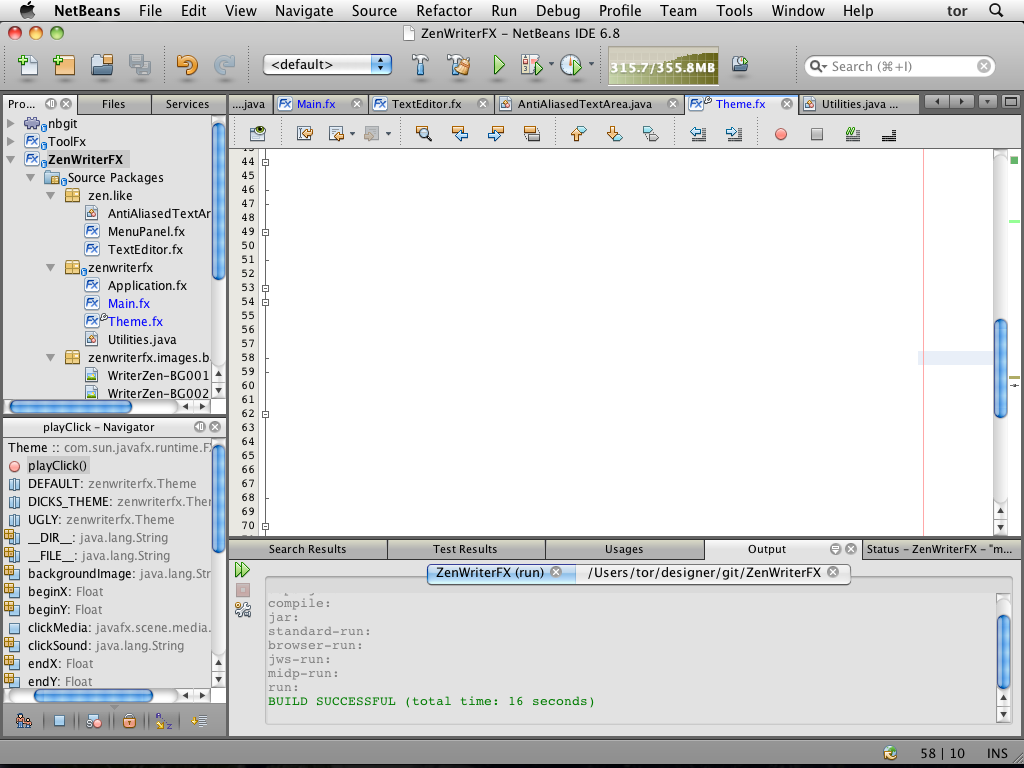 NetBeans File Edit View Navigate Source Refactor Run Debug Profile Team Tools Window Help tor
ZenWriterFX – NetBeans IDE 6.8
<default> 315.7/355.8MB Search (⌘+I)
Pro... Files Services ....java Main.fx TextEditor.fx AntiAliasedTextArea.java Theme.fx Utilities.java ...
nbgit
ToolFx
ZenWriterFX
Source Packages
zen.like
AntiAliasedTextAr
MenuPanel.fx
TextEditor.fx
zenwriterfx
Application.fx
Main.fx
Theme.fx
Utilities.java
zenwriterfx.images.b
WriterZen-BG001
WriterZen-BG002
44
45
46
47
48
49
50
51
52
53
54
55
56
57
58
59
60
61
62
63
64
65
66
67
68
69
70
playClick – Navigator
Theme :: com.sun.javafx.runtime.F
playClick()
DEFAULT: zenwriterfx.Theme
DICKS_THEME: zenwriterfx.Ther
UGLY: zenwriterfx.Theme
__DIR__: java.lang.String
__FILE__: java.lang.String
backgroundImage: java.lang.Str
beginX: Float
beginY: Float
clickMedia: javafx.scene.media.
clickSound: java.lang.String
endX: Float
endY: Float
Search Results Test Results Usages Output Status – ZenWriterFX – "m...
ZenWriterFX (run) /Users/tor/designer/git/ZenWriterFX
compile:
jar:
standard-run:
browser-run:
jws-run:
midp-run:
run:
BUILD SUCCESSFUL (total time: 16 seconds)
58 | 10 INS